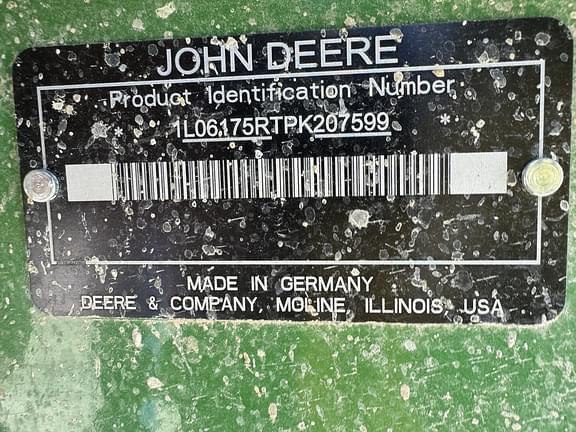 JOHN DEERE
Product Identification Number
* 1L06175RTPK207599 *
MADE IN GERMANY
DEERE & COMPANY, MOLINE, ILLINOIS, USA